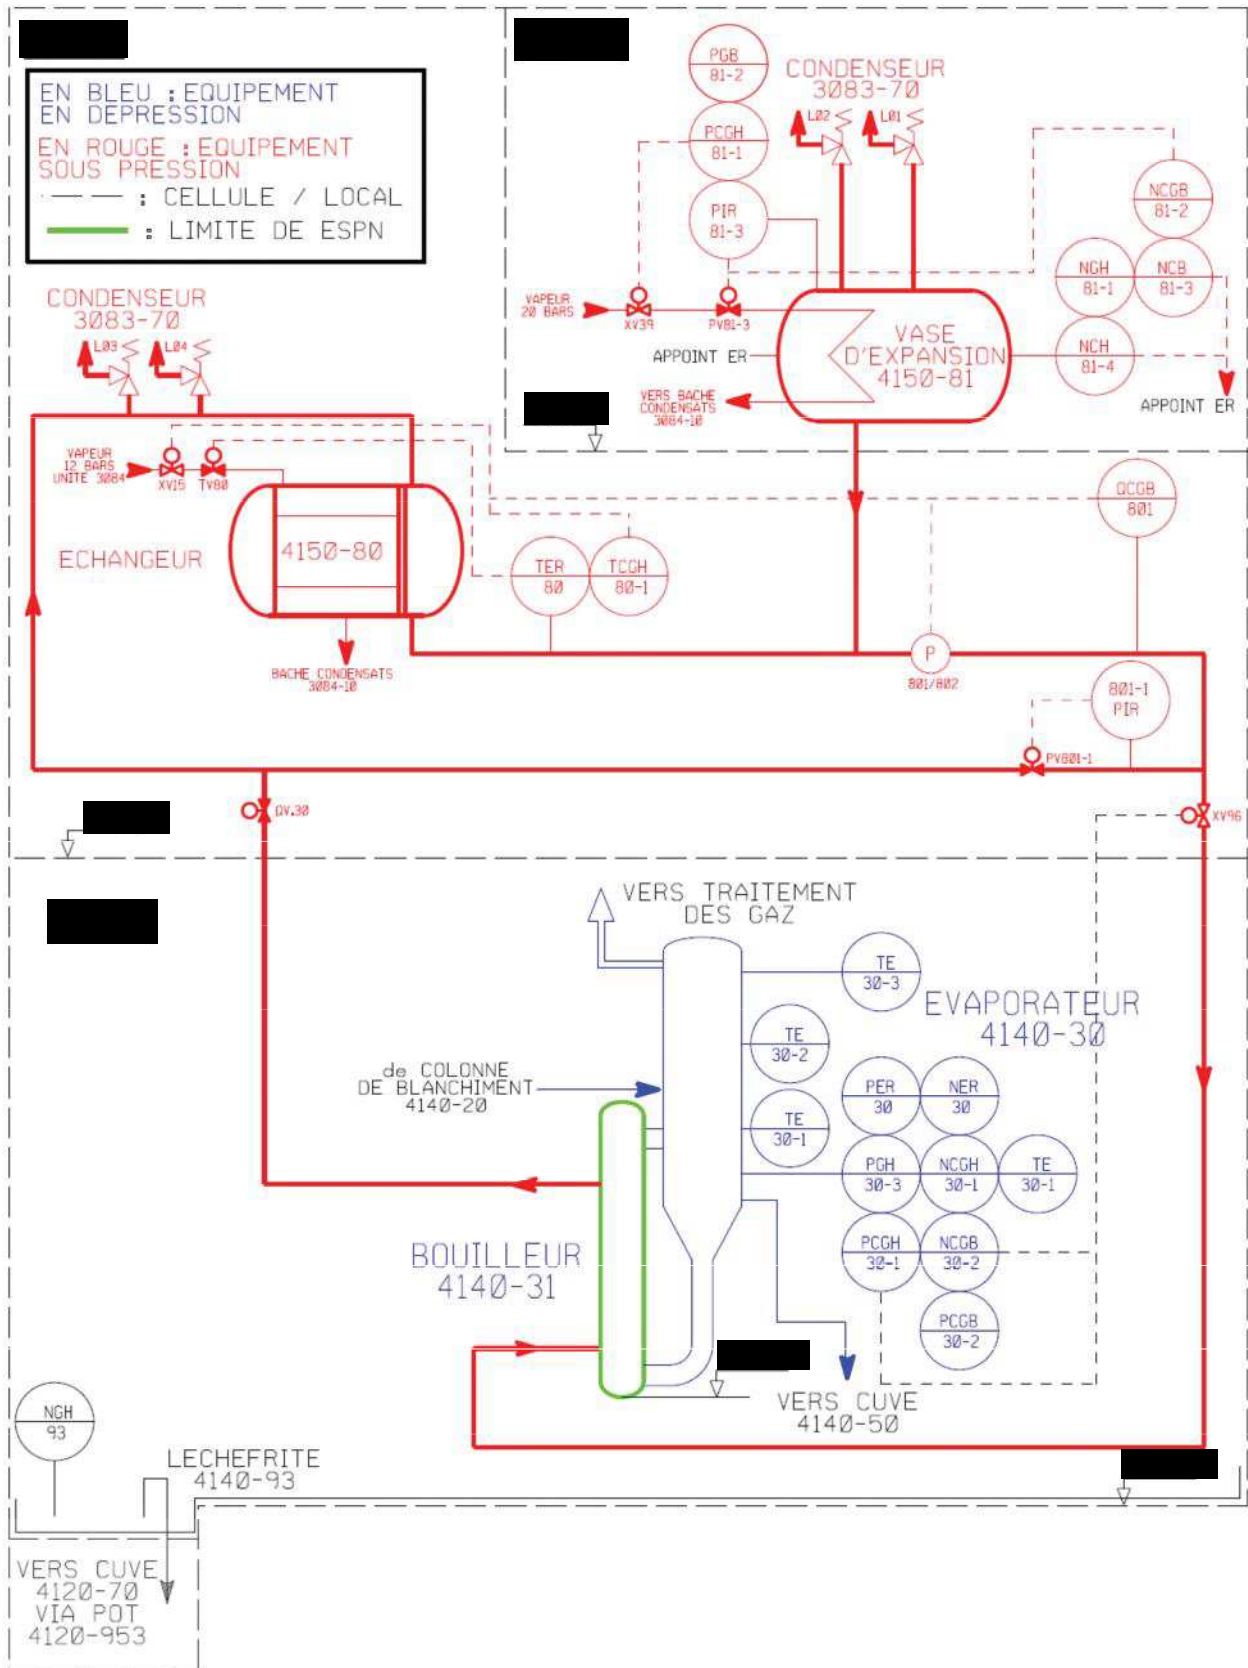 EN BLEU : EQUIPEMENT
EN DEPRESSION
EN ROUGE : EQUIPEMENT
SOUS PRESSION
: CELLULE / LOCAL
: LIMITE DE ESPN
PGB
81-2
PCGH
81-1
PIR
81-3
CONDENSEUR
3083-70
L02
L01
NCGB
81-2
NGH
81-1
NCB
81-3
NCH
81-4
APPOINT ER
VAPEUR
20 BARS
XV39
PV81-3
APPOINT ER
VASE
D'EXPANSION
4150-81
VERS BACHE
CONDENSATS
3084-10
CONDENSEUR
3083-70
L03
L04
VAPEUR
12 BARS
UNITE 3084
XV15
TV80
ECHANGEUR
4150-80
BACHE CONDENSATS
3084-10
TER
80
TCGH
80-1
QCGB
801
P
801/802
801-1
PIR
PV801-1
QV.30
XV96
VERS TRAITEMENT
DES GAZ
TE
30-3
EVAPORATEUR
4140-30
TE
30-2
de COLONNE
DE BLANCHIMENT
4140-20
TE
30-1
PER
30
NER
30
PGH
30-3
NCGH
30-1
TE
30-1
PCGH
30-1
NCGB
30-2
PCGB
30-2
BOUILLEUR
4140-31
VERS CUVE
4140-50
NGH
93
LECHEFRITE
4140-93
VERS CUVE
4120-70
VIA POT
4120-953